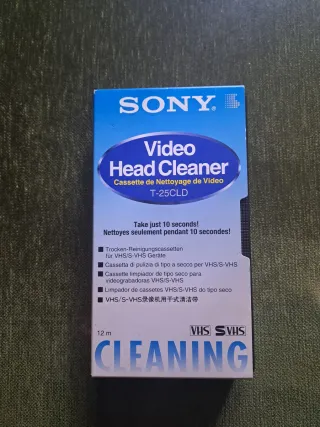 SONY®
Video
Head Cleaner
Cassette de Nettoyage de Video
T-25CLD
Take just 10 seconds!
Nettoyes seulement pendant 10 secondes!
■ Trocken-Reinigungscassetten
für VHS/S-VHS Geräte
■ Cassetta di pulizia di tipo a secco per VHS/S-VHS
■ Cassette limpiador de tipo seco para
videograbadoras VHS/S-VHS
■ Limpador de cassetes VHS/S-VHS do tipo seco
■ VHS/S-VHS录像机用干式清洁带
12 m
VHS SVHS
CLEANING